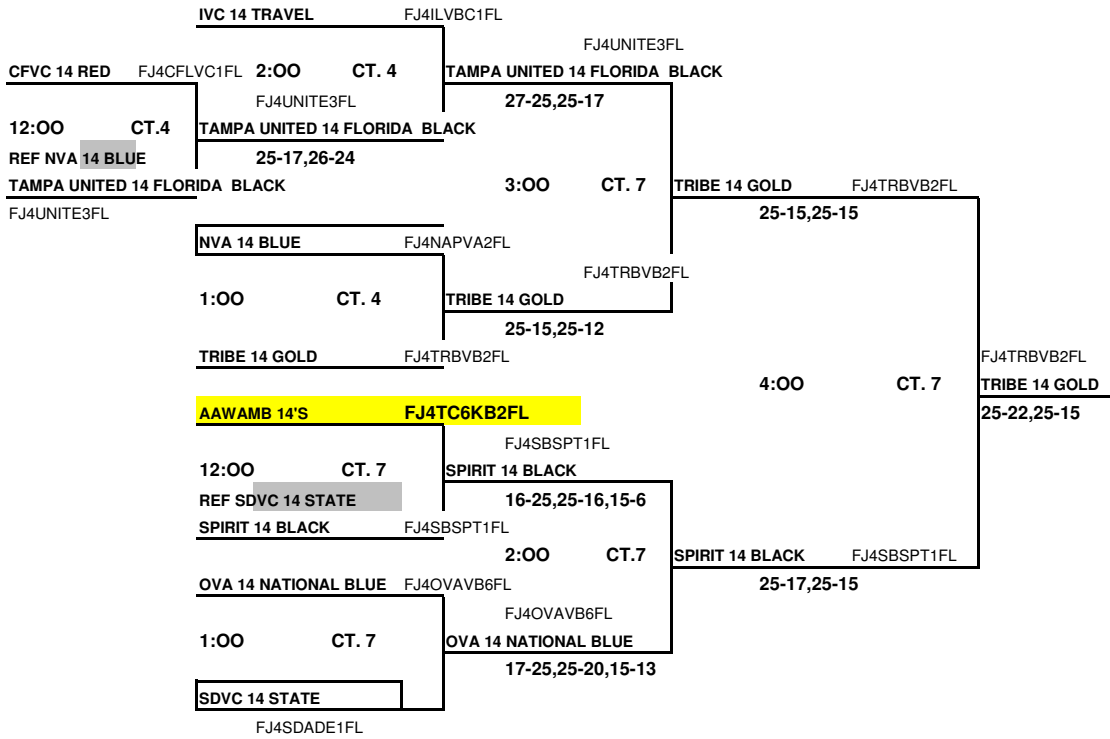 IVC 14 TRAVEL FJ4ILVBC1FL
FJ4UNITE3FL
CFVC 14 RED FJ4CFLVC1FL 2:OO CT. 4 TAMPA UNITED 14 FLORIDA BLACK
FJ4UNITE3FL 27-25,25-17
12:OO CT.4 TAMPA UNITED 14 FLORIDA BLACK
REF NVA 14 BLUE 25-17,26-24
TAMPA UNITED 14 FLORIDA BLACK 3:OO CT. 7 TRIBE 14 GOLD FJ4TRBVB2FL
FJ4UNITE3FL 25-15,25-15
NVA 14 BLUE FJ4NAPVA2FL
FJ4TRBVB2FL
1:OO CT. 4 TRIBE 14 GOLD
25-15,25-12
TRIBE 14 GOLD FJ4TRBVB2FL FJ4TRBVB2FL
4:OO CT. 7 TRIBE 14 GOLD
AAWAMB 14'S FJ4TC6KB2FL 25-22,25-15
FJ4SBSPT1FL
12:OO CT. 7 SPIRIT 14 BLACK
REF SDVC 14 STATE 16-25,25-16,15-6
SPIRIT 14 BLACK FJ4SBSPT1FL
2:OO CT.7 SPIRIT 14 BLACK FJ4SBSPT1FL
OVA 14 NATIONAL BLUE FJ4OVAVB6FL 25-17,25-15
FJ4OVAVB6FL
1:OO CT. 7 OVA 14 NATIONAL BLUE
17-25,25-20,15-13
SDVC 14 STATE
FJ4SDADE1FL